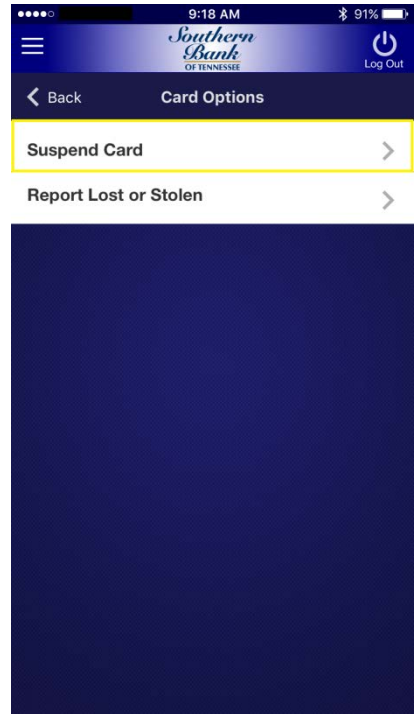 9:18 AM
91%
Southern
Bank
OF TENNESSEE
Log Out
Back
Card Options
Suspend Card
Report Lost or Stolen